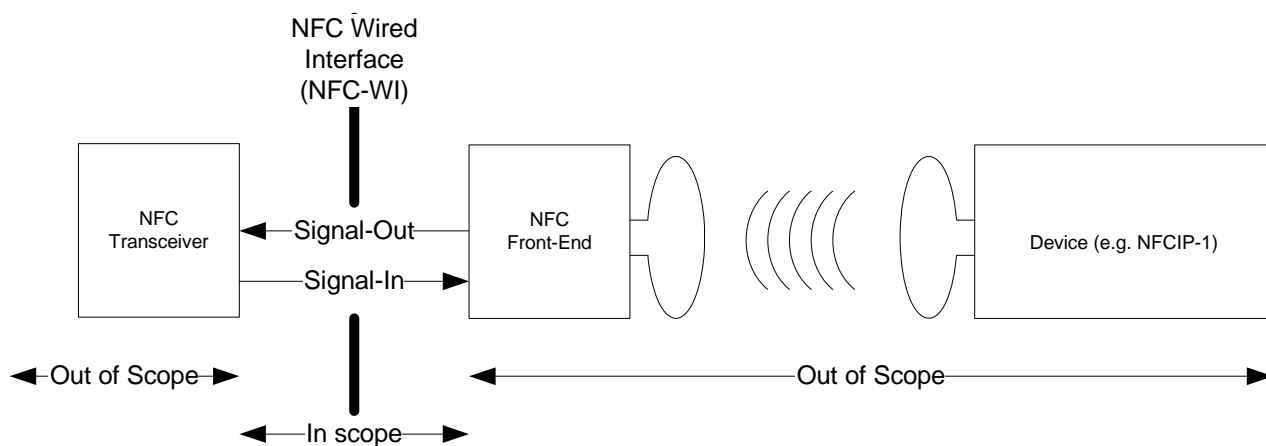 NFC Wired
Interface
(NFC-WI)
NFC
Transceiver
Signal-Out
Signal-In
NFC
Front-End
Device (e.g. NFCIP-1)
Out of Scope
Out of Scope
In scope